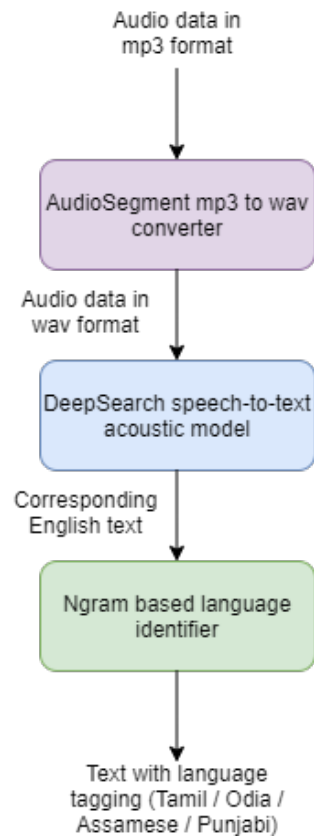 Audio data in
mp3 format
AudioSegment mp3 to wav
converter
Audio data in
wav format
DeepSearch speech-to-text
acoustic model
Corresponding
English text
Ngram based language
identifier
Text with language
tagging (Tamil / Odia /
Assamese / Punjabi)